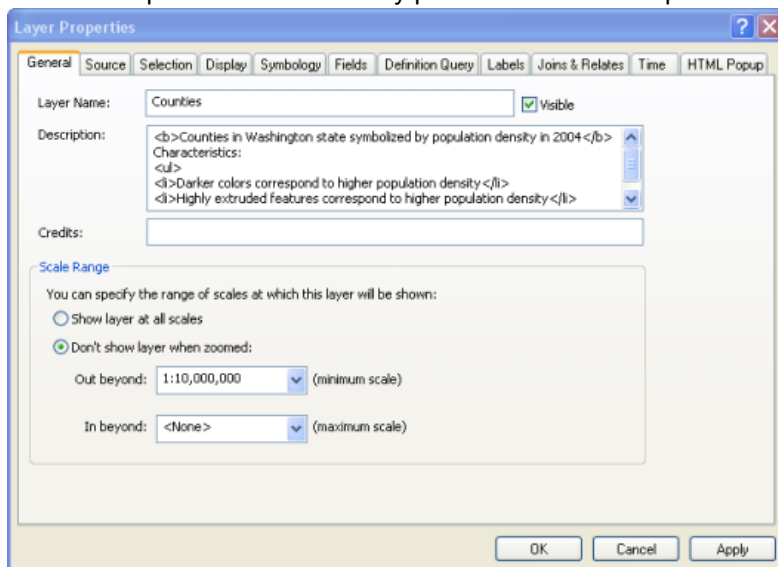 Layer Properties
General Source Selection Display Symbology Fields Definition Query Labels Joins & Relates Time HTML Popup
Layer Name: Counties Visible
Description: <b>Counties in Washington state symbolized by population density in 2004</b>
Characteristics:
<ul>
<li>Darker colors correspond to higher population density</li>
<li>Highly extruded features correspond to higher population density</li>
Credits:
Scale Range
You can specify the range of scales at which this layer will be shown:
Show layer at all scales
Don't show layer when zoomed:
Out beyond: 1:10,000,000 (minimum scale)
In beyond: <None> (maximum scale)
OK Cancel Apply